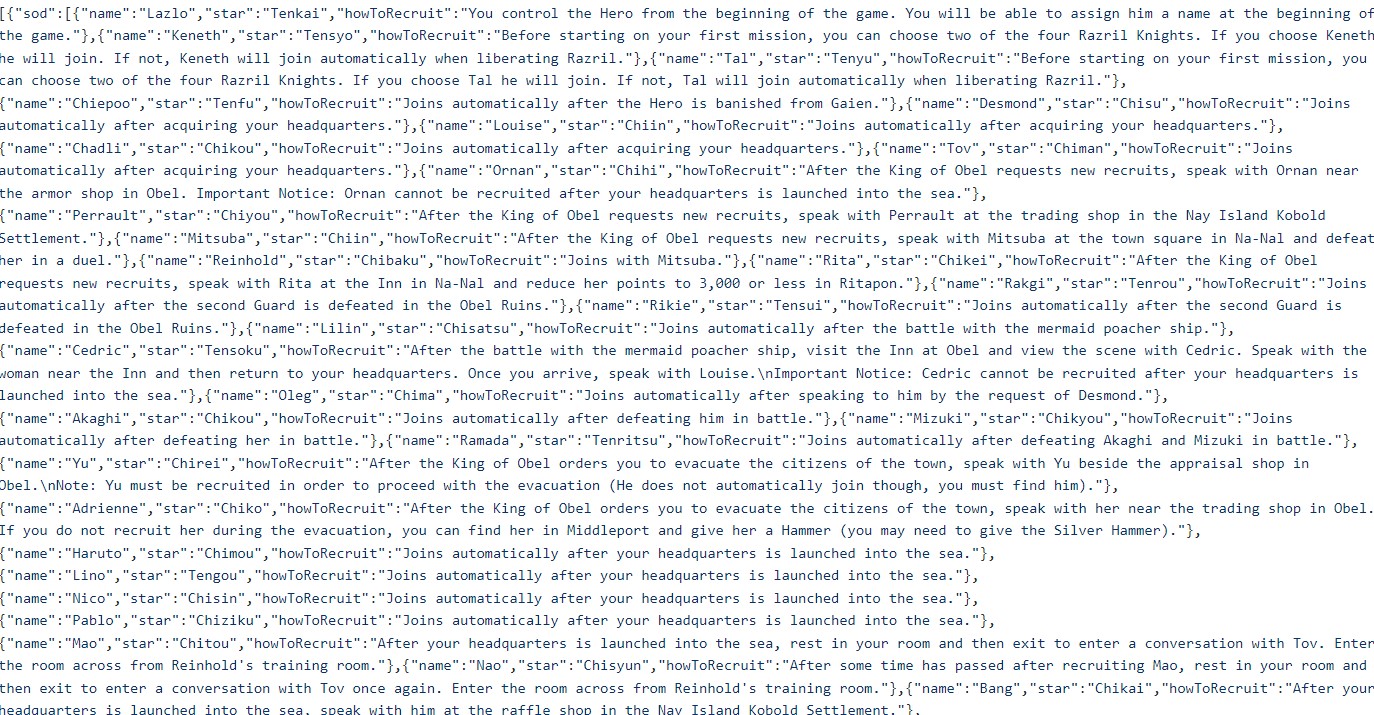 [{"sod":[{"name":"Lazlo","star":"Tenkai","howToRecruit":"You control the Hero from the beginning of the game. You will be able to assign him a name at the beginning of
the game."},{"name":"Keneth","star":"Tensyo","howToRecruit":"Before starting on your first mission, you can choose two of the four Razril Knights. If you choose Keneth
he will join. If not, Keneth will join automatically when liberating Razril."},{"name":"Tal","star":"Tenyu","howToRecruit":"Before starting on your first mission, you
can choose two of the four Razril Knights. If you choose Tal he will join. If not, Tal will join automatically when liberating Razril."},
{"name":"Chiepoo","star":"Tenfu","howToRecruit":"Joins automatically after the Hero is banished from Gaien."},{"name":"Desmond","star":"Chisu","howToRecruit":"Joins
automatically after acquiring your headquarters."},{"name":"Louise","star":"Chiin","howToRecruit":"Joins automatically after acquiring your headquarters."},
{"name":"Chadli","star":"Chikou","howToRecruit":"Joins automatically after acquiring your headquarters."},{"name":"Tov","star":"Chiman","howToRecruit":"Joins
automatically after acquiring your headquarters."},{"name":"Ornan","star":"Chihi","howToRecruit":"After the King of Obel requests new recruits, speak with Ornan near
the armor shop in Obel. Important Notice: Ornan cannot be recruited after your headquarters is launched into the sea."},
{"name":"Perrault","star":"Chiyou","howToRecruit":"After the King of Obel requests new recruits, speak with Perrault at the trading shop in the Nay Island Kobold
Settlement."},{"name":"Mitsuba","star":"Chiin","howToRecruit":"After the King of Obel requests new recruits, speak with Mitsuba at the town square in Na-Nal and defeat
her in a duel."},{"name":"Reinhold","star":"Chibaku","howToRecruit":"Joins with Mitsuba."},{"name":"Rita","star":"Chikei","howToRecruit":"After the King of Obel
requests new recruits, speak with Rita at the Inn in Na-Nal and reduce her points to 3,000 or less in Ritapon."},{"name":"Rakgi","star":"Tenrou","howToRecruit":"Joins
automatically after the second Guard is defeated in the Obel Ruins."},{"name":"Rikie","star":"Tensui","howToRecruit":"Joins automatically after the second Guard is
defeated in the Obel Ruins."},{"name":"Lilin","star":"Chisatsu","howToRecruit":"Joins automatically after the battle with the mermaid poacher ship."},
{"name":"Cedric","star":"Tensoku","howToRecruit":"After the battle with the mermaid poacher ship, visit the Inn at Obel and view the scene with Cedric. Speak with the
woman near the Inn and then return to your headquarters. Once you arrive, speak with Louise.\nImportant Notice: Cedric cannot be recruited after your headquarters is
launched into the sea."},{"name":"Oleg","star":"Chima","howToRecruit":"Joins automatically after speaking to him by the request of Desmond."},
{"name":"Akaghi","star":"Chikou","howToRecruit":"Joins automatically after defeating him in battle."},{"name":"Mizuki","star":"Chikyou","howToRecruit":"Joins
automatically after defeating her in battle."},{"name":"Ramada","star":"Tenritsu","howToRecruit":"Joins automatically after defeating Akaghi and Mizuki in battle."},
{"name":"Yu","star":"Chirei","howToRecruit":"After the King of Obel orders you to evacuate the citizens of the town, speak with Yu beside the appraisal shop in
Obel.\nNote: Yu must be recruited in order to proceed with the evacuation (He does not automatically join though, you must find him)."},
{"name":"Adrienne","star":"Chiko","howToRecruit":"After the King of Obel orders you to evacuate the citizens of the town, speak with her near the trading shop in Obel.
If you do not recruit her during the evacuation, you can find her in Middleport and give her a Hammer (you may need to give the Silver Hammer)."},
{"name":"Haruto","star":"Chimou","howToRecruit":"Joins automatically after your headquarters is launched into the sea."},
{"name":"Lino","star":"Tengou","howToRecruit":"Joins automatically after your headquarters is launched into the sea."},
{"name":"Nico","star":"Chisin","howToRecruit":"Joins automatically after your headquarters is launched into the sea."},
{"name":"Pablo","star":"Chiziku","howToRecruit":"Joins automatically after your headquarters is launched into the sea."},
{"name":"Mao","star":"Chitou","howToRecruit":"After your headquarters is launched into the sea, rest in your room and then exit to enter a conversation with Tov. Enter
the room across from Reinhold's training room."},{"name":"Nao","star":"Chisyun","howToRecruit":"After some time has passed after recruiting Mao, rest in your room and
then exit to enter a conversation with Tov once again. Enter the room across from Reinhold's training room."},{"name":"Bang","star":"Chikai","howToRecruit":"After your
headquarters is launched into the sea, speak with him at the raffle shop in the Nay Island Kobold Settlement."},